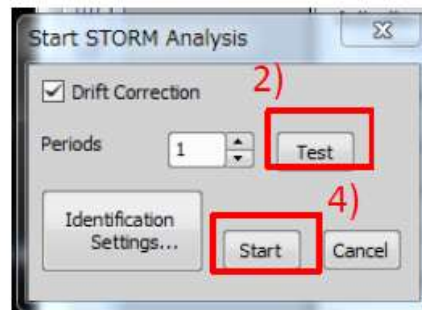 Start STORM Analysis
Drift Correction
2)
Periods
1
Test
4)
Identification
Settings...
Start
Cancel